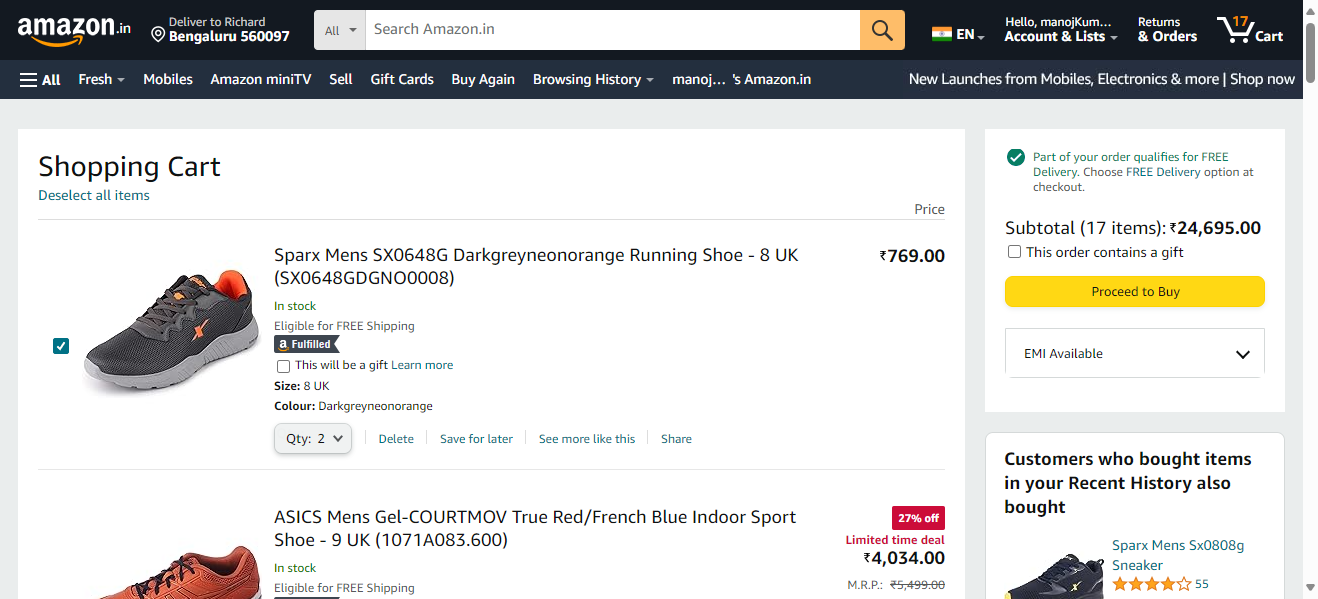 amazon.in
Deliver to Richard
Bengaluru 560097
All
Search Amazon.in
EN
Hello, manojKum...
Account & Lists
Returns
& Orders
17
Cart
All
Fresh
Mobiles
Amazon miniTV
Sell
Gift Cards
Buy Again
Browsing History
manoj... 's Amazon.in
New Launches from Mobiles, Electronics & more | Shop now
Shopping Cart
Deselect all items
Price
Sparx Mens SX0648G Darkgreyneonorange Running Shoe - 8 UK
(SX0648GDGNO0008)
₹769.00
In stock
Eligible for FREE Shipping
a Fulfilled
This will be a gift Learn more
Size: 8 UK
Colour: Darkgreyneonorange
Qty: 2
Delete
Save for later
See more like this
Share
ASICS Mens Gel-COURTMOV True Red/French Blue Indoor Sport
Shoe - 9 UK (1071A083.600)
27% off
Limited time deal
₹4,034.00
M.R.P.: ₹5,499.00
In stock
Eligible for FREE Shipping
Part of your order qualifies for FREE
Delivery. Choose FREE Delivery option at
checkout.
Subtotal (17 items): ₹24,695.00
This order contains a gift
Proceed to Buy
EMI Available
Customers who bought items
in your Recent History also
bought
Sparx Mens Sx0808g
Sneaker
55